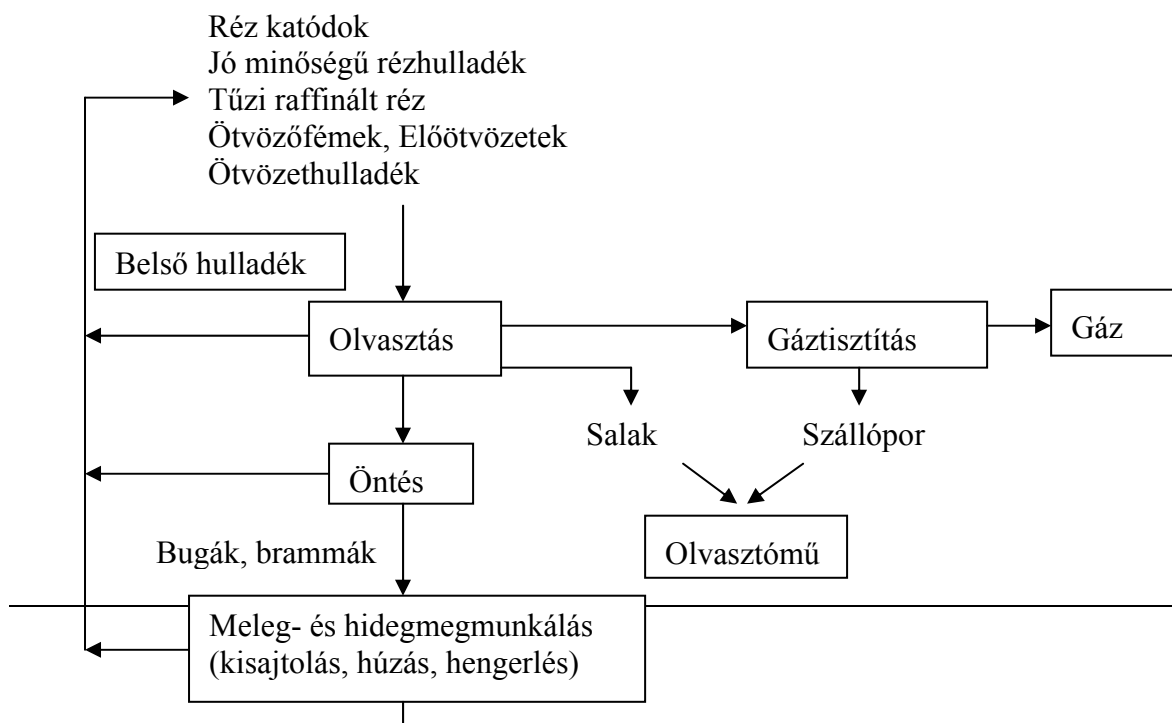 Réz katódok
Jó minőségű rézhulladék
Tűzi raffinált réz
Ötvözőfémek, Előötvözetek
Ötvözethulladék
Belső hulladék
Olvasztás
Gáztisztítás
Gáz
Salak
Szállópor
Öntés
Olvasztómű
Bugák, brammák
Meleg- és hidegmegmunkálás
(kisajtolás, húzás, hengerlés)